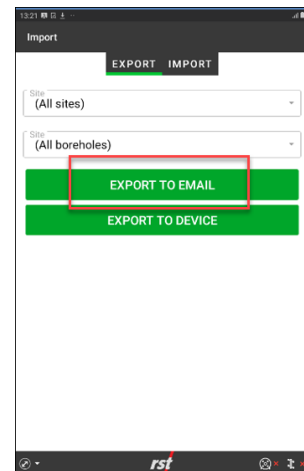 13:21
Import
EXPORT IMPORT
Site
(All sites)
Site
(All boreholes)
EXPORT TO EMAIL
EXPORT TO DEVICE
rst